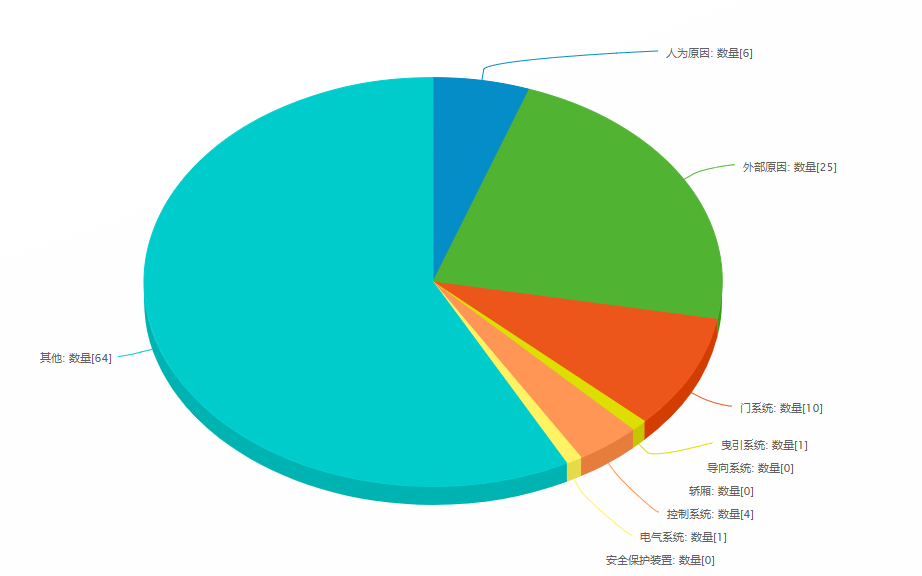 人为原因: 数量[6]
外部原因: 数量[25]
其他: 数量[64]
门系统: 数量[10]
曳引系统: 数量[1]
导向系统: 数量[0]
轿厢: 数量[0]
控制系统: 数量[4]
电气系统: 数量[1]
安全保护装置: 数量[0]